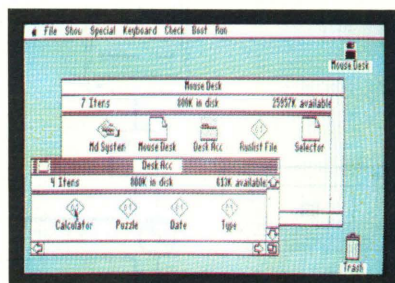 File Show Special Keyboard Check Boot Run
Mouse Desk
Mouse Desk
7 Items 800K in disk 25957K available
Md System Mouse Desk Desk Acc Runlist File Selector
Desk Acc
4 Items 800K in disk 613K available
Calculator Puzzle Date Type
Trash